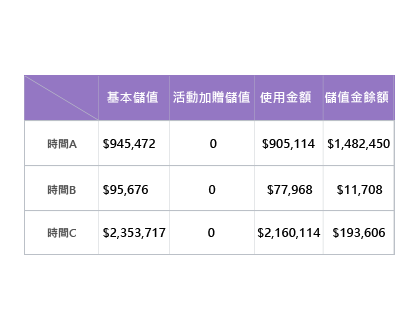 基本儲值 活動加贈儲值 使用金額 儲值金餘額
時間A $945,472 0 $905,114 $1,482,450
時間B $95,676 0 $77,968 $11,708
時間C $2,353,717 0 $2,160,114 $193,606